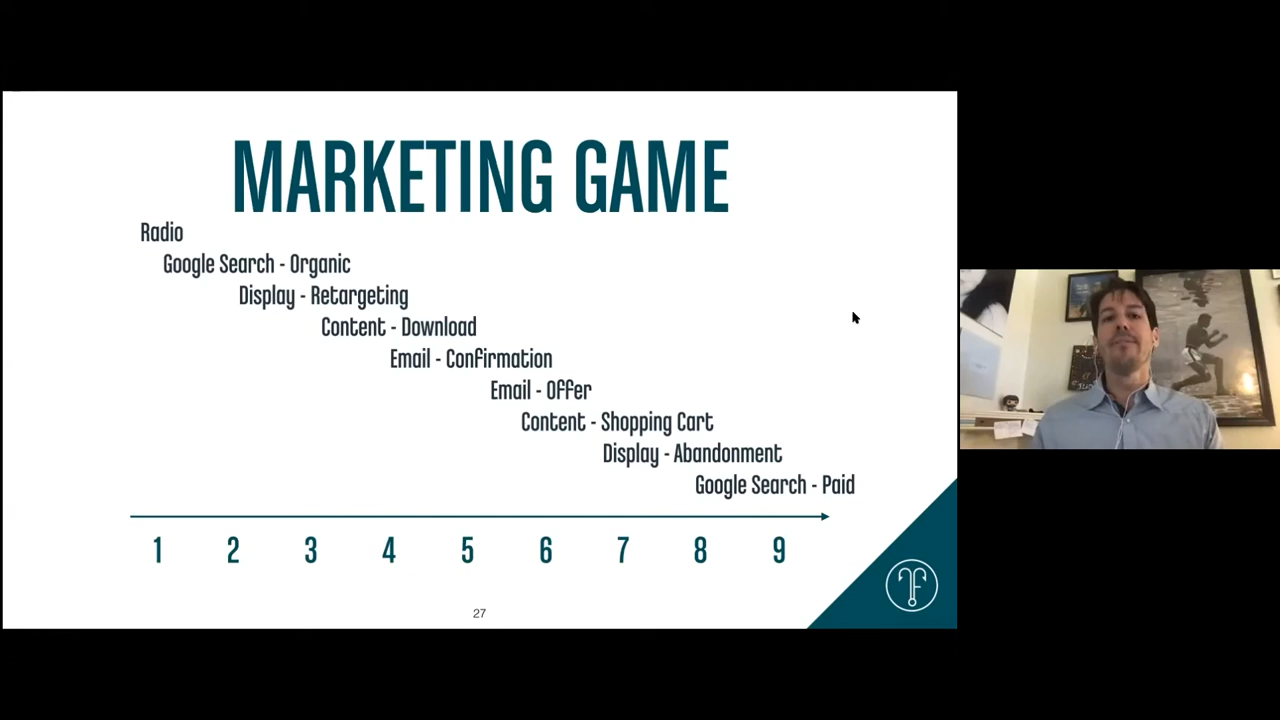 MARKETING GAME
Radio
Google Search - Organic
Display - Retargeting
Content - Download
Email - Confirmation
Email - Offer
Content - Shopping Cart
Display - Abandonment
Google Search - Paid
1 2 3 4 5 6 7 8 9
27